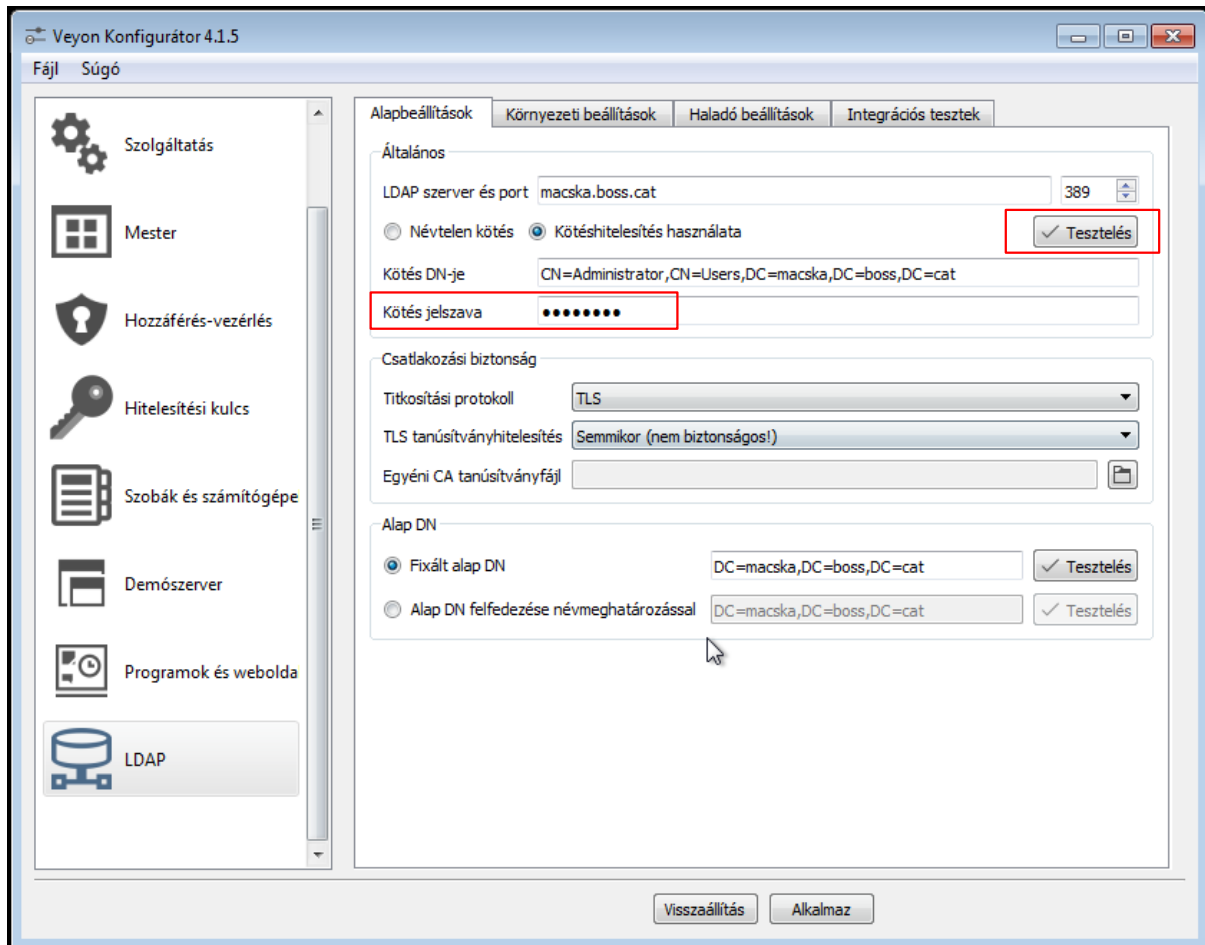 Veyon Konfigurátor 4.1.5
Fájl Súgó
Szolgáltatás
Mester
Hozzáférés-vezérlés
Hitelesítési kulcs
Szobák és számítógépe
Demószerver
Programok és webolda
LDAP
Alapbeállítások Környezeti beállítások Haladó beállítások Integrációs tesztek
Általános
LDAP szerver és port macska.boss.cat 389
Névtelen kötés Kötéshitelesítés használata Tesztelés
Kötés DN-je CN=Administrator,CN=Users,DC=macska,DC=boss,DC=cat
Kötés jelszava ••••••••
Csatlakozási biztonság
Titkosítási protokoll TLS
TLS tanúsítványhitelesítés Semmikor (nem biztonságos!)
Egyéni CA tanúsítványfájl
Alap DN
Fixált alap DN DC=macska,DC=boss,DC=cat Tesztelés
Alap DN felfedezése névmeghatározással DC=macska,DC=boss,DC=cat Tesztelés
Visszaállítás Alkalmaz